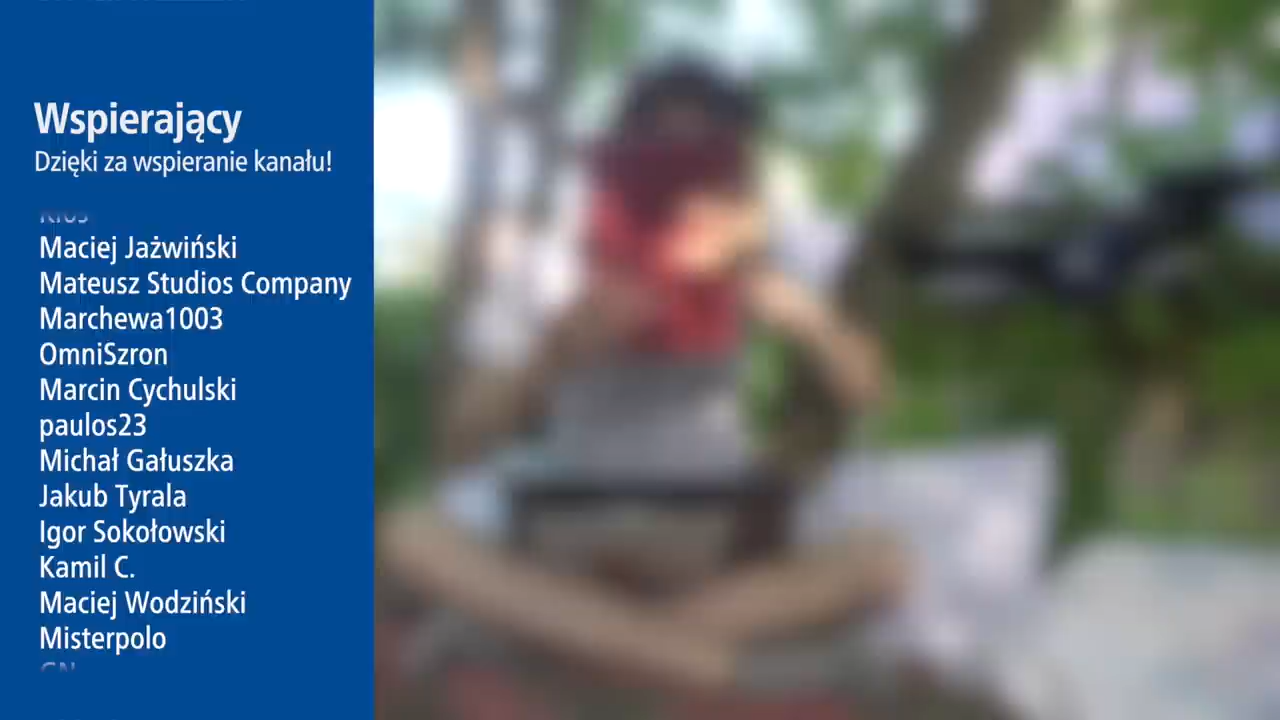 Wspierający
Dzięki za wspieranie kanału!
Maciej Jażwiński
Mateusz Studios Company
Marchewa1003
OmniSzron
Marcin Cychulski
paulos23
Michał Gałuszka
Jakub Tyrala
Igor Sokołowski
Kamil C.
Maciej Wodziński
Misterpolo